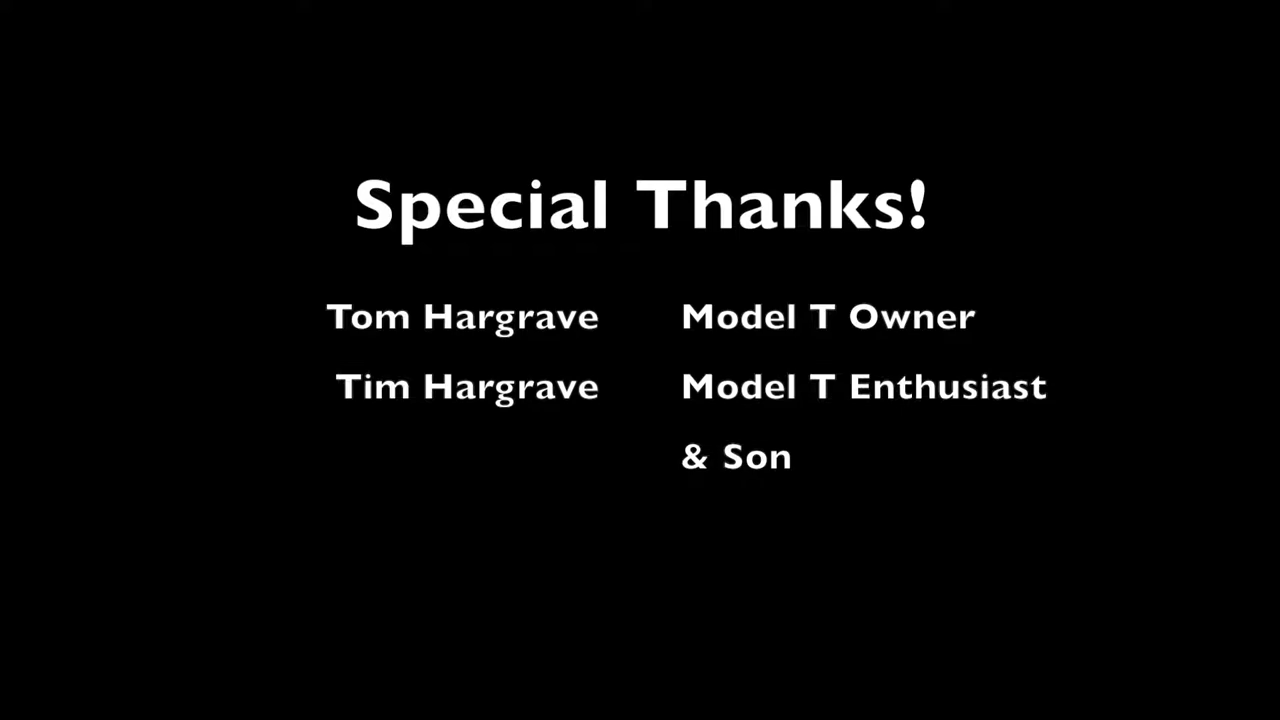 Special Thanks!
Tom Hargrave Model T Owner
Tim Hargrave Model T Enthusiast
& Son